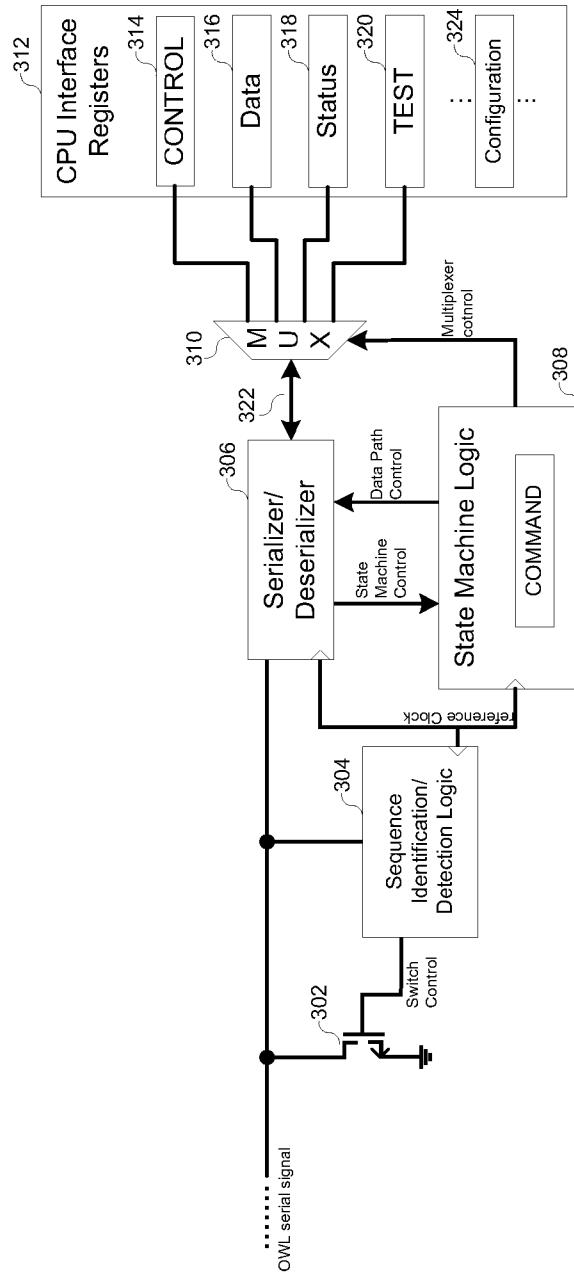 312
CPU Interface
Registers
314
CONTROL
316
Data
318
Status
320
TEST
324
Configuration
310
M
U
X
322
Multiplexer
cotnrol
306
Serializer/
Deserializer
Data Path
Control
State
Machine
Control
308
State Machine Logic
COMMAND
reference Clock
304
Sequence
Identification/
Detection Logic
302
Switch
Control
OWL serial signal